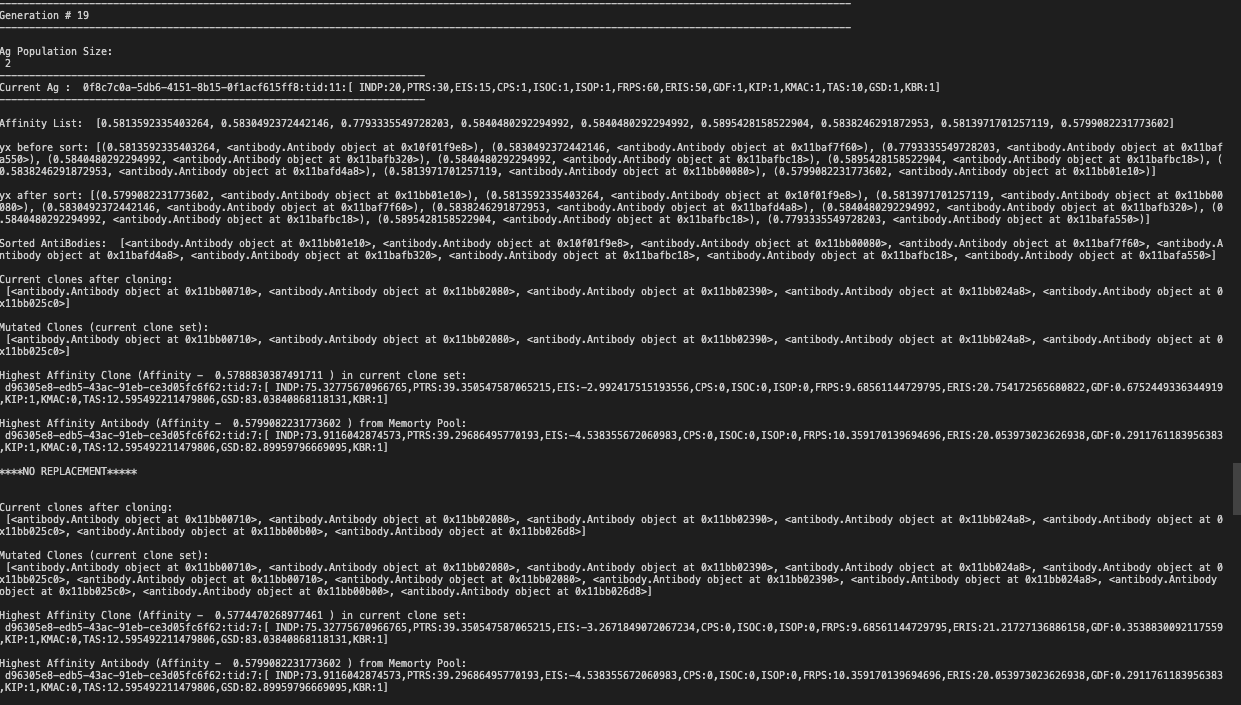 Generation # 19
Ag Population Size:
2
Current Ag :  0f8c7c0a-5db6-4151-8b15-0f1acf615ff8:tid:11:[ INDP:20,PTRS:30,EIS:15,CPS:1,ISOC:1,ISOP:1,FRPS:60,ERIS:50,GDF:1,KIP:1,KMAC:1,TAS:10,GSD:1,KBR:1]
Affinity List:  [0.5813592335403264, 0.5830492372442146, 0.7793335549728203, 0.5840480292294992, 0.5840480292294992, 0.5895428158522904, 0.5838246291872953, 0.5813971701257119, 0.5799082231773602]
yx before sort: [(0.5813592335403264, <antibody.Antibody object at 0x10f01f9e8>), (0.5830492372442146, <antibody.Antibody object at 0x11baf7f60>), (0.7793335549728203, <antibody.Antibody object at 0x11baf
a550>), (0.5840480292294992, <antibody.Antibody object at 0x11bafb320>), (0.5840480292294992, <antibody.Antibody object at 0x11bafbc18>), (0.5895428158522904, <antibody.Antibody object at 0x11bafbc18>), (
0.5838246291872953, <antibody.Antibody object at 0x11bafd4a8>), (0.5813971701257119, <antibody.Antibody object at 0x11bb00080>), (0.5799082231773602, <antibody.Antibody object at 0x11bb01e10>)]
yx after sort: [(0.5799082231773602, <antibody.Antibody object at 0x11bb01e10>), (0.5813592335403264, <antibody.Antibody object at 0x10f01f9e8>), (0.5813971701257119, <antibody.Antibody object at 0x11bb00
080>), (0.5830492372442146, <antibody.Antibody object at 0x11baf7f60>), (0.5838246291872953, <antibody.Antibody object at 0x11bafd4a8>), (0.5840480292294992, <antibody.Antibody object at 0x11bafb320>), (0
.5840480292294992, <antibody.Antibody object at 0x11bafbc18>), (0.5895428158522904, <antibody.Antibody object at 0x11bafbc18>), (0.7793335549728203, <antibody.Antibody object at 0x11bafa550>)]
Sorted AntiBodies:  [<antibody.Antibody object at 0x11bb01e10>, <antibody.Antibody object at 0x10f01f9e8>, <antibody.Antibody object at 0x11bb00080>, <antibody.Antibody object at 0x11baf7f60>, <antibody.A
ntibody object at 0x11bafd4a8>, <antibody.Antibody object at 0x11bafb320>, <antibody.Antibody object at 0x11bafbc18>, <antibody.Antibody object at 0x11bafbc18>, <antibody.Antibody object at 0x11bafa550>]
Current clones after cloning:
[<antibody.Antibody object at 0x11bb00710>, <antibody.Antibody object at 0x11bb02080>, <antibody.Antibody object at 0x11bb02390>, <antibody.Antibody object at 0x11bb024a8>, <antibody.Antibody object at 0
x11bb025c0>]
Mutated Clones (current clone set):
[<antibody.Antibody object at 0x11bb00710>, <antibody.Antibody object at 0x11bb02080>, <antibody.Antibody object at 0x11bb02390>, <antibody.Antibody object at 0x11bb024a8>, <antibody.Antibody object at 0
x11bb025c0>]
Highest Affinity Clone (Affinity -  0.5788830387491711 ) in current clone set:
d96305e8-edb5-43ac-91eb-ce3d05fc6f62:tid:7:[ INDP:75.32775670966765,PTRS:39.350547587065215,EIS:-2.992417515193556,CPS:0,ISOC:0,ISOP:0,FRPS:9.68561144729795,ERIS:20.754172565680822,GDF:0.6752449336344919
,KIP:1,KMAC:0,TAS:12.595492211479806,GSD:83.03840868118131,KBR:1]
Highest Affinity Antibody (Affinity -  0.5799082231773602 ) from Memorty Pool:
d96305e8-edb5-43ac-91eb-ce3d05fc6f62:tid:7:[ INDP:73.9116042874573,PTRS:39.29686495770193,EIS:-4.538355672060983,CPS:0,ISOC:0,ISOP:0,FRPS:10.359170139694696,ERIS:20.053973023626938,GDF:0.2911761183956383
,KIP:1,KMAC:0,TAS:12.595492211479806,GSD:82.89959796669095,KBR:1]
****NO REPLACEMENT*****
Current clones after cloning:
[<antibody.Antibody object at 0x11bb00710>, <antibody.Antibody object at 0x11bb02080>, <antibody.Antibody object at 0x11bb02390>, <antibody.Antibody object at 0x11bb024a8>, <antibody.Antibody object at 0
x11bb025c0>, <antibody.Antibody object at 0x11bb00b00>, <antibody.Antibody object at 0x11bb026d8>]
Mutated Clones (current clone set):
[<antibody.Antibody object at 0x11bb00710>, <antibody.Antibody object at 0x11bb02080>, <antibody.Antibody object at 0x11bb02390>, <antibody.Antibody object at 0x11bb024a8>, <antibody.Antibody object at 0
x11bb025c0>, <antibody.Antibody object at 0x11bb00710>, <antibody.Antibody object at 0x11bb02080>, <antibody.Antibody object at 0x11bb02390>, <antibody.Antibody object at 0x11bb024a8>, <antibody.Antibody
object at 0x11bb025c0>, <antibody.Antibody object at 0x11bb00b00>, <antibody.Antibody object at 0x11bb026d8>]
Highest Affinity Clone (Affinity -  0.5774470268977461 ) in current clone set:
d96305e8-edb5-43ac-91eb-ce3d05fc6f62:tid:7:[ INDP:75.32775670966765,PTRS:39.350547587065215,EIS:-3.2671849072067234,CPS:0,ISOC:0,ISOP:0,FRPS:9.68561144729795,ERIS:21.21727136886158,GDF:0.3538830092117559
,KIP:1,KMAC:0,TAS:12.595492211479806,GSD:83.03840868118131,KBR:1]
Highest Affinity Antibody (Affinity -  0.5799082231773602 ) from Memorty Pool:
d96305e8-edb5-43ac-91eb-ce3d05fc6f62:tid:7:[ INDP:73.9116042874573,PTRS:39.29686495770193,EIS:-4.538355672060983,CPS:0,ISOC:0,ISOP:0,FRPS:10.359170139694696,ERIS:20.053973023626938,GDF:0.2911761183956383
,KIP:1,KMAC:0,TAS:12.595492211479806,GSD:82.89959796669095,KBR:1]